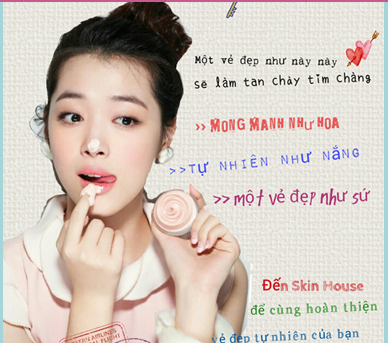 Một vẻ đẹp như này này
sẽ làm tan chảy tim chàng
>> MONG MANH NHƯ HOA
>>TỰ NHIÊN NHƯ NẮNG
>> một vẻ đẹp như sứ
Đến Skin House
để cùng hoàn thiện
vẻ đẹp tự nhiên của bạn